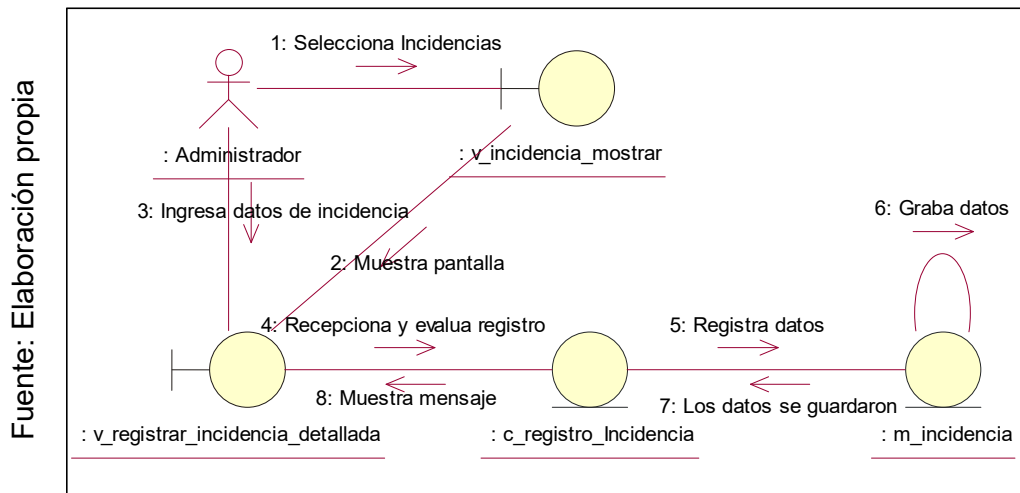 Fuente: Elaboración propia
1: Selecciona Incidencias
: Administrador
: v_incidencia_mostrar
3: Ingresa datos de incidencia
6: Graba datos
2: Muestra pantalla
4: Recepciona y evalua registro
5: Registra datos
8: Muestra mensaje
7: Los datos se guardaron
: v_registrar_incidencia_detallada
: c_registro_Incidencia
: m_incidencia